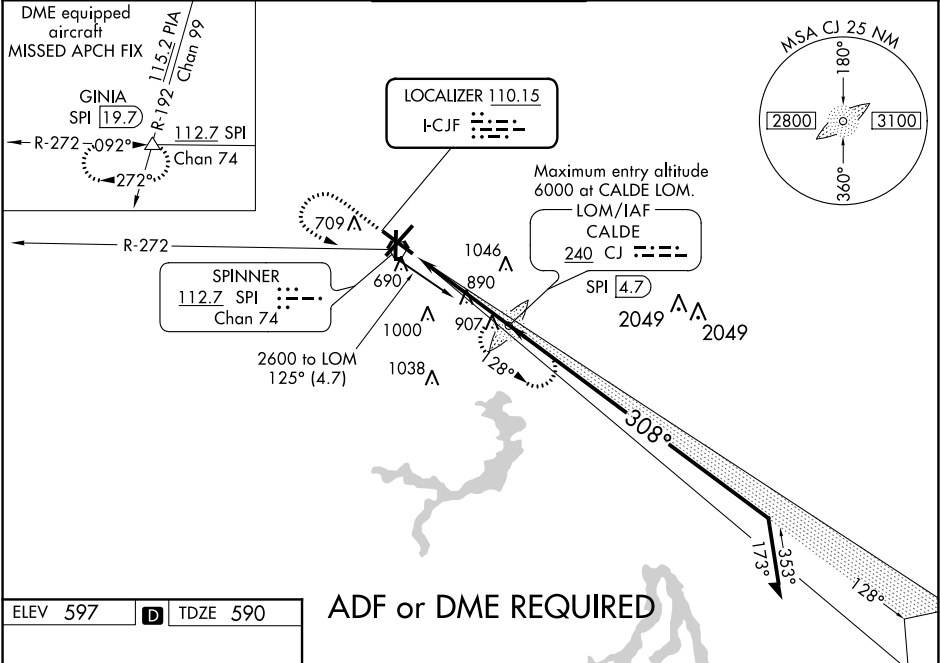 DME equipped
aircraft
MISSED APCH FIX
115.2 PIA
Chan 99
R-192
GINIA
SPI 19.7
R-272
092°
112.7 SPI
Chan 74
272°
LOCALIZER 110.15
I-CJF
MSA CJ 25 NM
180°
2800
3100
360°
Maximum entry altitude
6000 at CALDE LOM.
LOM/IAF
CALDE
240 CJ
SPI 4.7
709
R-272
1046
690
890
SPINNER
112.7 SPI
Chan 74
2049
2049
1000
907
2600 to LOM
125° (4.7)
1038
128°
308°
173°
353°
128°
ELEV 597 D TDZE 590
ADF or DME REQUIRED